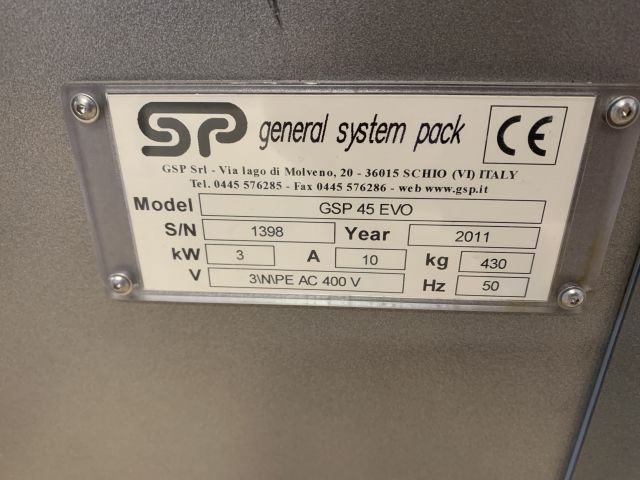 SP general system pack CE
GSP Srl - Via lago di Molveno, 20 - 36015 SCHIO (VI) ITALY
Tel. 0445 576285 - Fax 0445 576286 - web www.gsp.it
Model GSP 45 EVO
S/N 1398 Year 2011
kW 3 A 10 kg 430
V 3\N\PE AC 400 V Hz 50